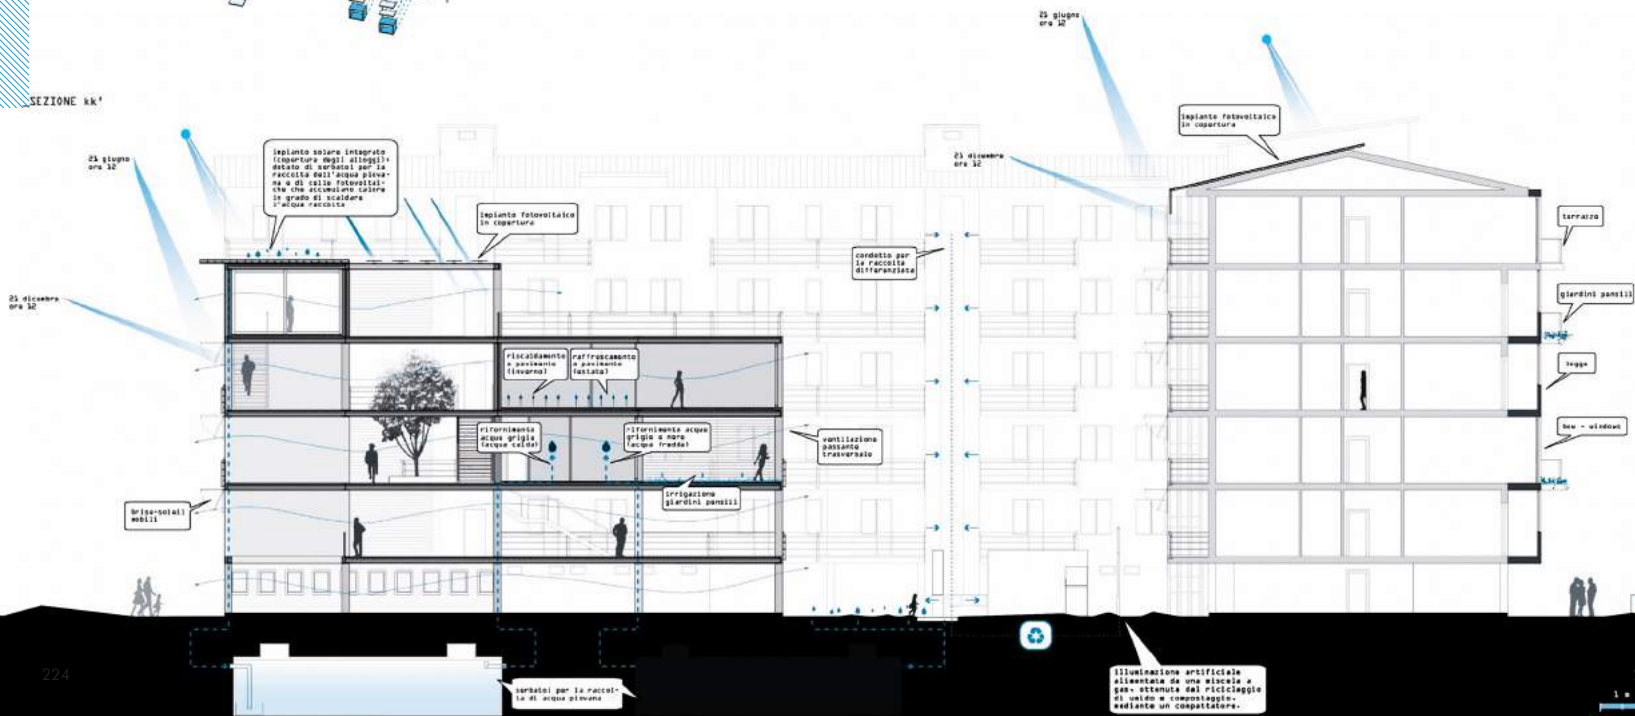 _SEZIONE kk'
21 giugno
ore 12
21 dicembre
ore 12
impianto solare integrato
(copertura degli alloggi):
dotato di serbatoi per la
raccolta dell'acqua piova-
na e di celle fotovoltai-
che che accumulano calore
in grado di scaldare
l'acqua raccolta
impianto fotovoltaico
in copertura
riscaldamento
a pavimento
(inverno)
raffrescamento
a pavimento
(estate)
rifornimento
acque grigie
(acqua calda)
rifornimento acque
grigie e nere
(acqua fredda)
irrigazione
giardini pensili
ventilazione
passante
trasversale
brise-soleil
mobili
condotto per
la raccolta
differenziata
21 giugno
ore 12
21 dicembre
ore 12
impianto fotovoltaico
in copertura
terrazzo
giardini pensili
logge
bow - windows
serbatoi per la raccol-
ta di acqua piovana
illuminazione artificiale
alimentata da una miscela a
gas, ottenuta dal riciclaggio
di umido e compostaggio,
mediante un compattatore.
224
1 m